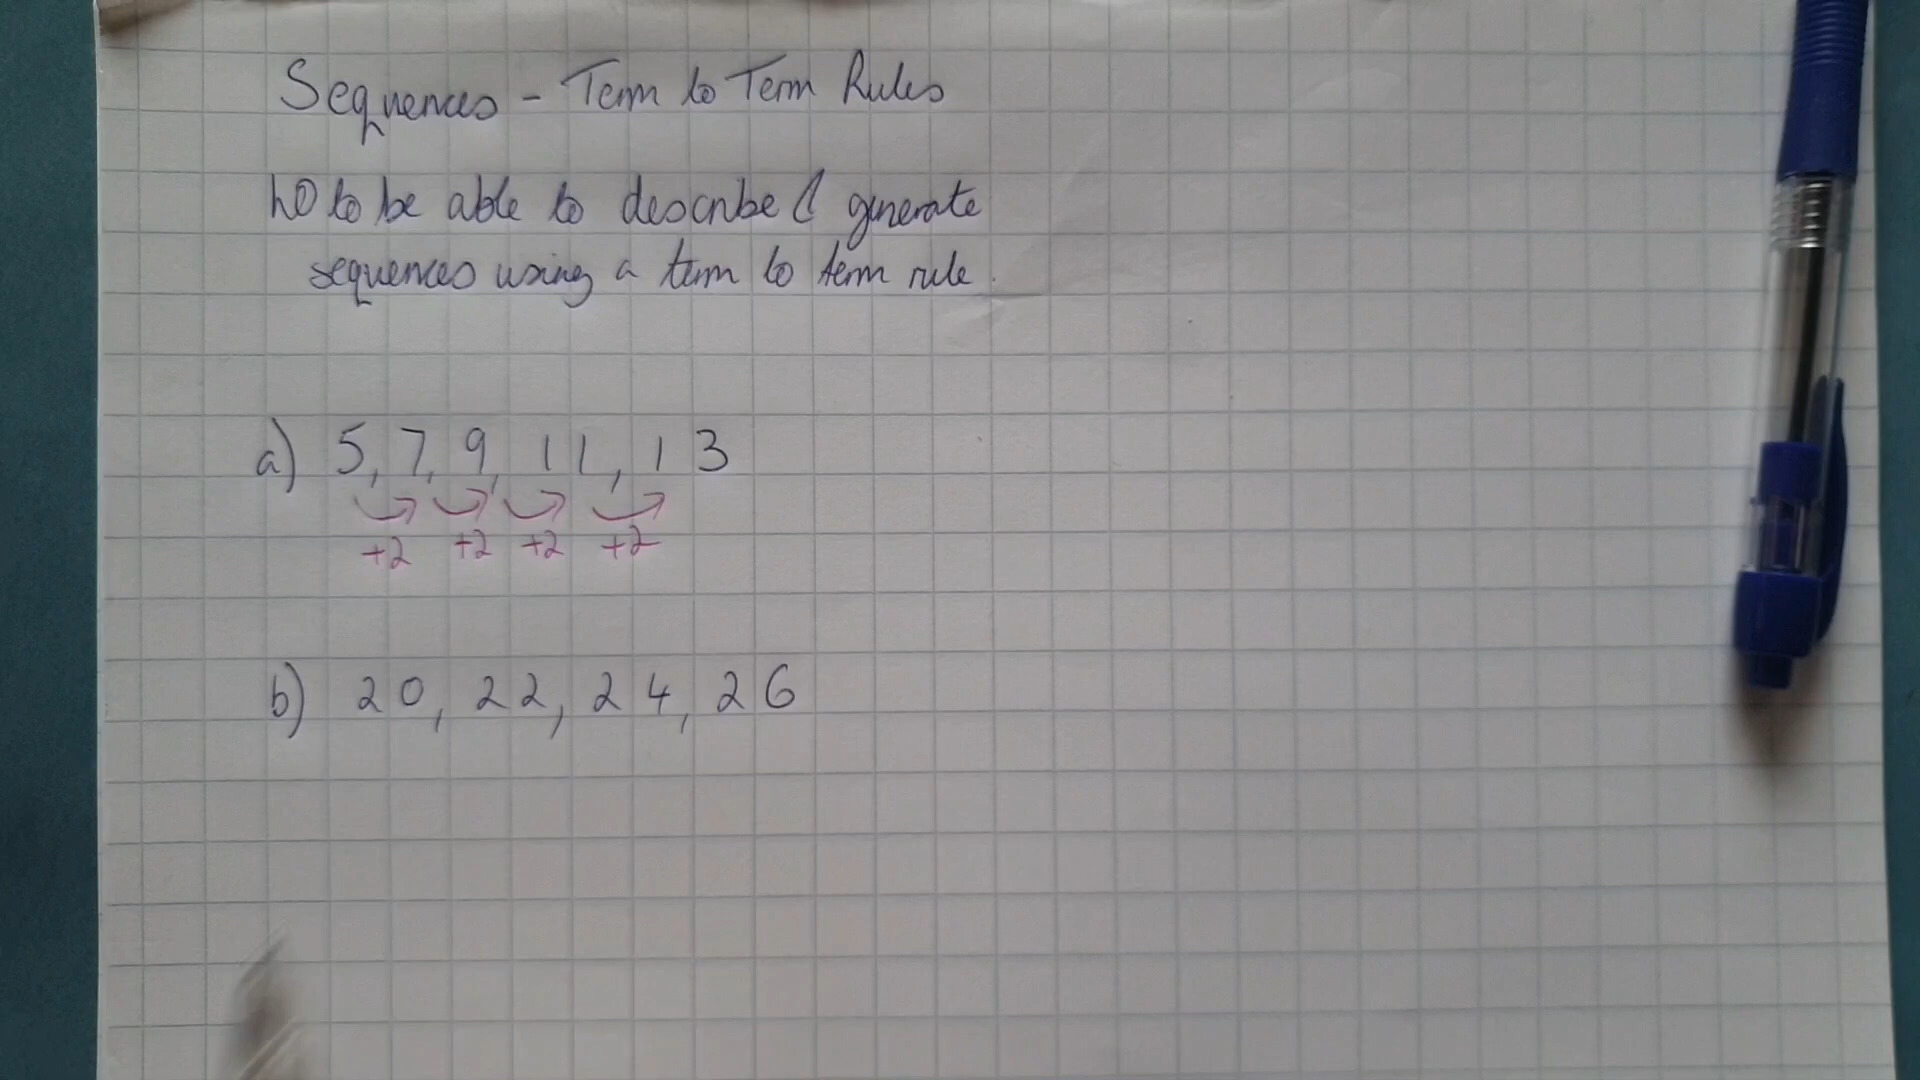 Sequences - Term to Term Rules
LO to be able to describe & generate
sequences using a term to term rule.
a) 5, 7, 9, 11, 13
+2 +2 +2 +2
b) 20, 22, 24, 26